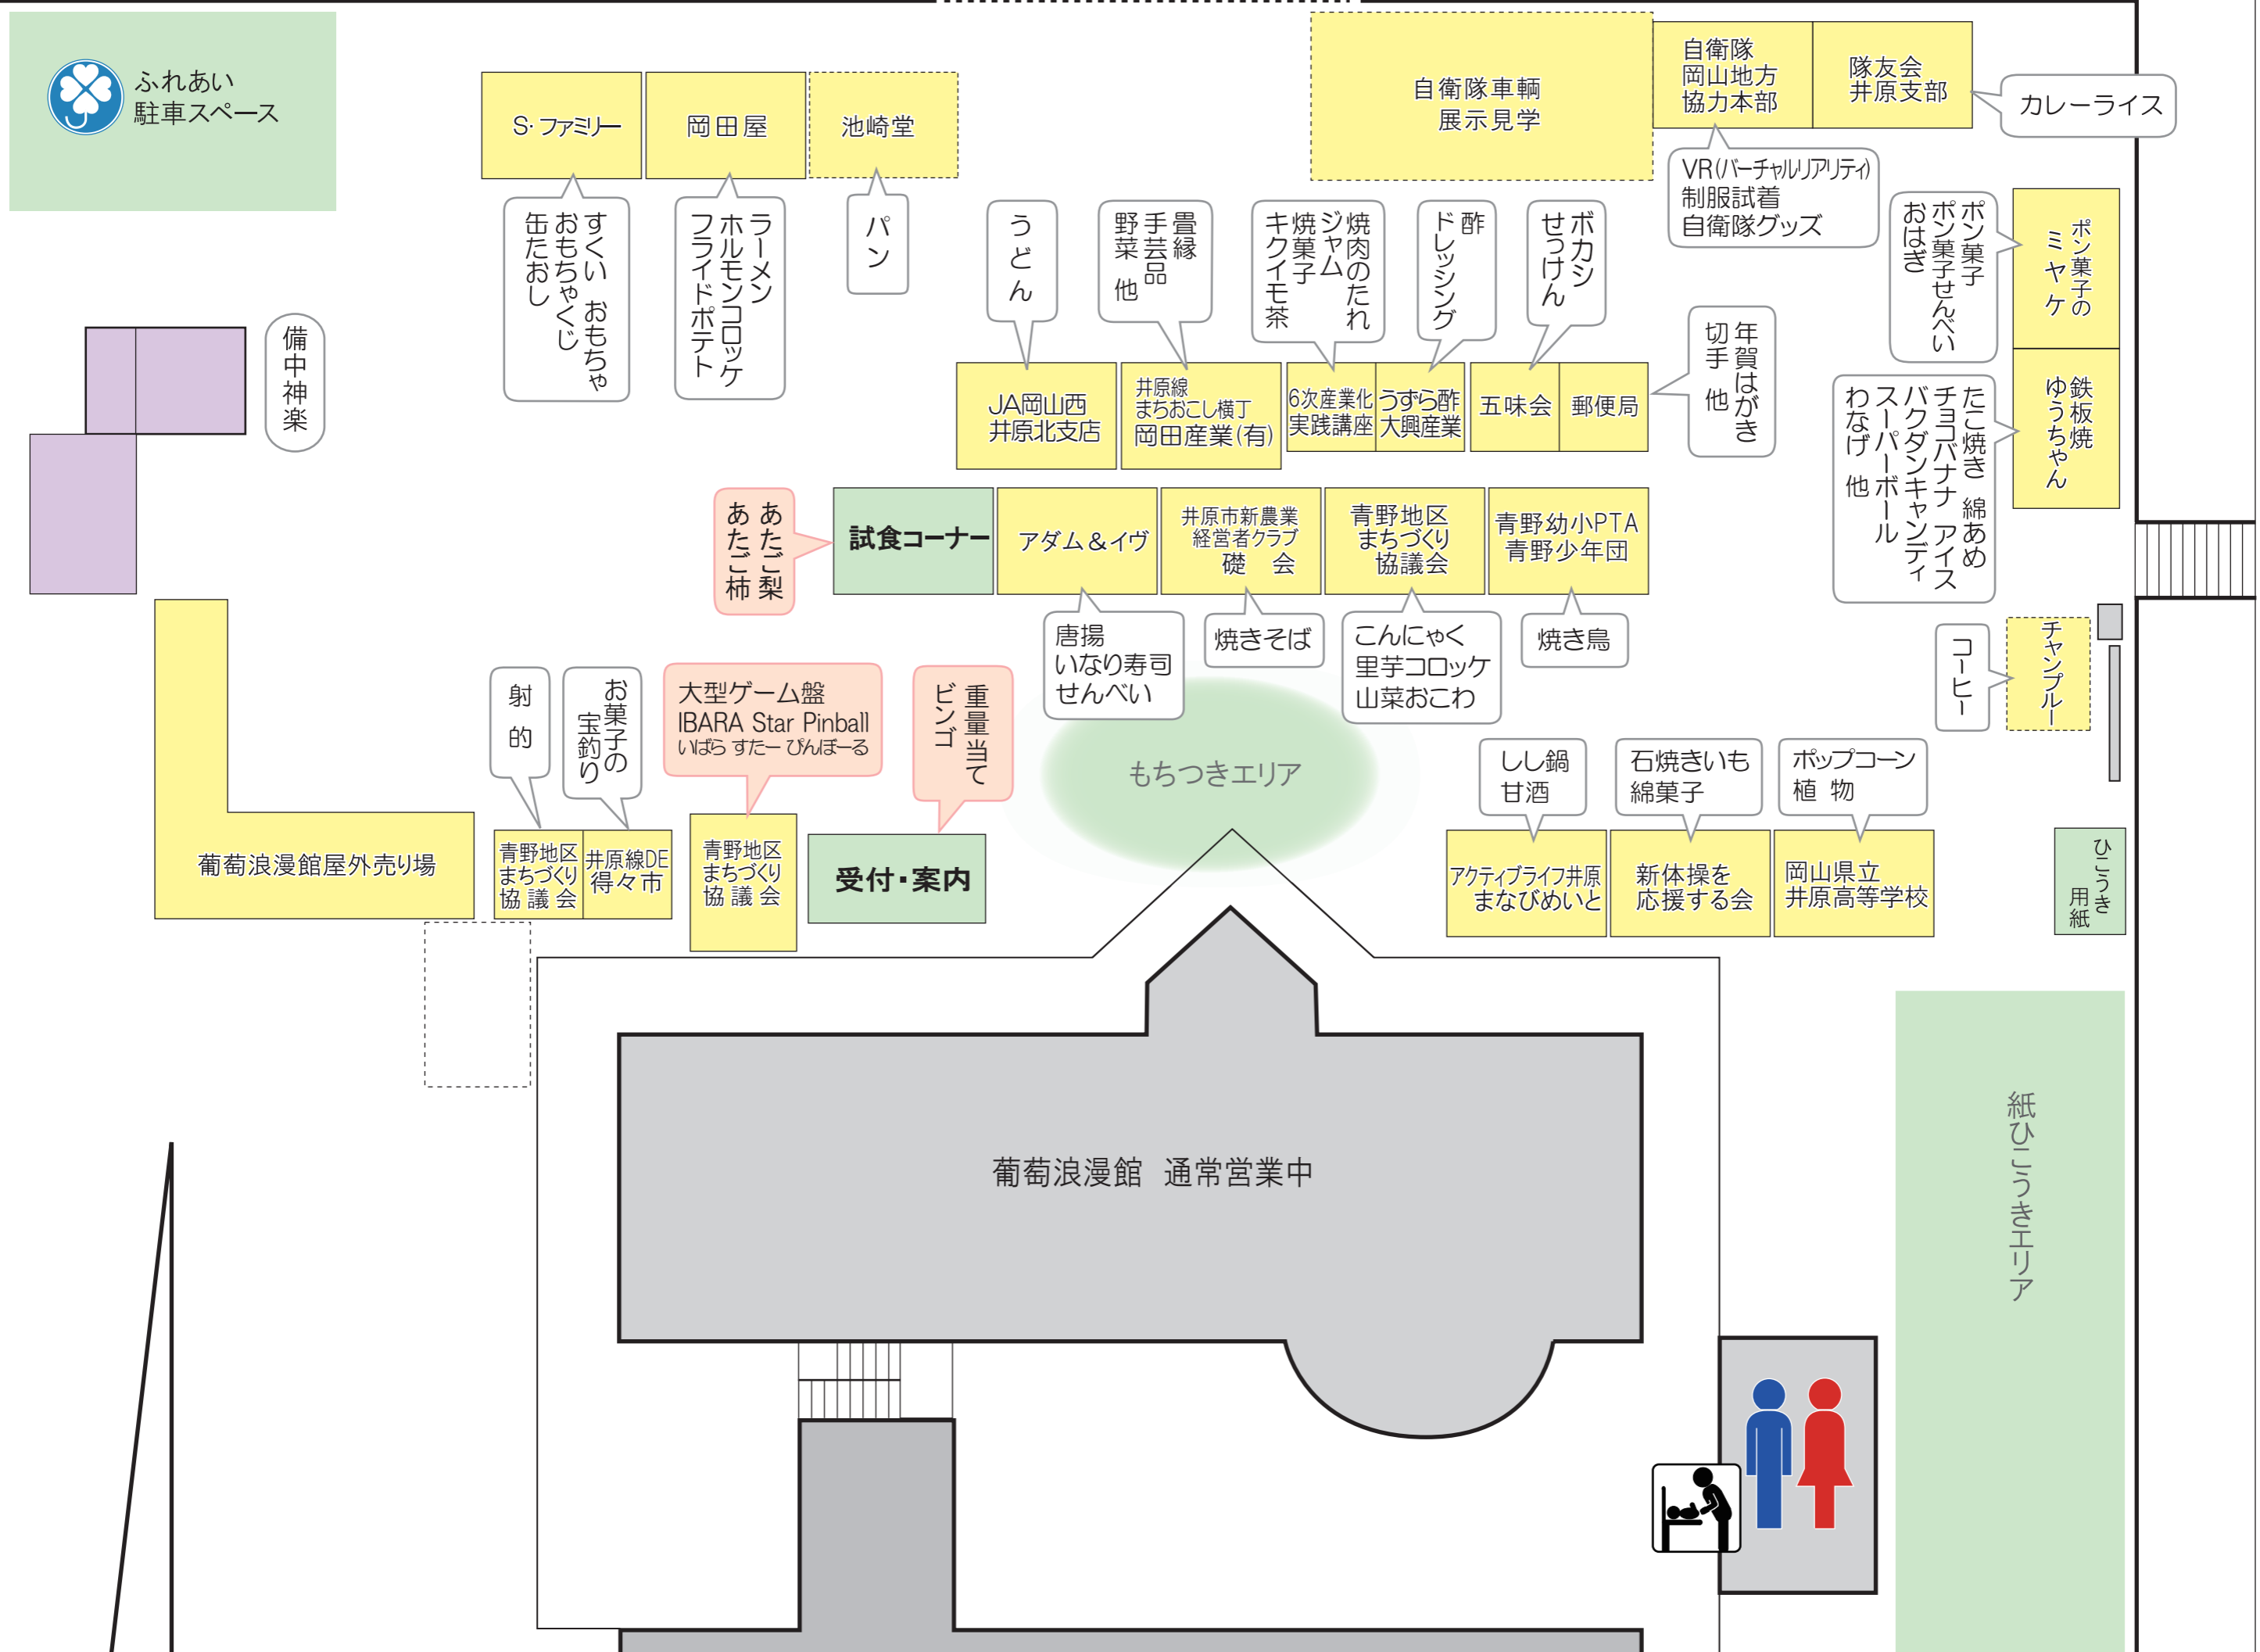 ふれあい
駐車スペース
S・ファミリー
岡田屋
池崎堂
自衛隊車輌
展示見学
自衛隊
岡山地方
協力本部
隊友会
井原支部
カレーライス
VR(バーチャルリアリティ)
制服試着
自衛隊グッズ
すくい おもちゃ
おもちゃくじ
缶たおし
ラーメン
ホルモンコロッケ
フライドポテト
パン
うどん
畳縁
手芸品
野菜 他
焼肉のたれ
ジャム
焼菓子
キクイモ茶
酢
ドレッシング
ボカシ
せっけん
ポン菓子
ポン菓子せんべい
おはぎ
ポン菓子の
ミヤケ
備中神楽
JA岡山西
井原北支店
井原線
まちおこし横丁
岡田産業(有)
6次産業化
実践講座
うずら酢
大興産業
五味会
郵便局
年賀はがき
切手 他
たこ焼き 綿あめ
チョコバナナ アイス
バクダンキャンディ
スーパーボール
わなげ 他
鉄板焼
ゆうちゃん
あたご梨
あたご柿
試食コーナー
アダム＆イヴ
井原市新農業
経営者クラブ
礎 会
青野地区
まちづくり
協議会
青野幼小PTA
青野少年団
唐揚
いなり寿司
せんべい
焼きそば
こんにゃく
里芋コロッケ
山菜おこわ
焼き鳥
コーヒー
チャンプルー
射的
お菓子の
宝釣り
大型ゲーム盤
IBARA Star Pinball
いばら すたー ぴんぼーる
重量当て
ビンゴ
もちつきエリア
しし鍋
甘酒
石焼きいも
綿菓子
ポップコーン
植物
葡萄浪漫館屋外売り場
青野地区
まちづくり
協議会
井原線DE
得々市
青野地区
まちづくり
協議会
受付・案内
アクティブライフ井原
まなびめいと
新体操を
応援する会
岡山県立
井原高等学校
ひこうき
用紙
葡萄浪漫館 通常営業中
紙ひこうきエリア